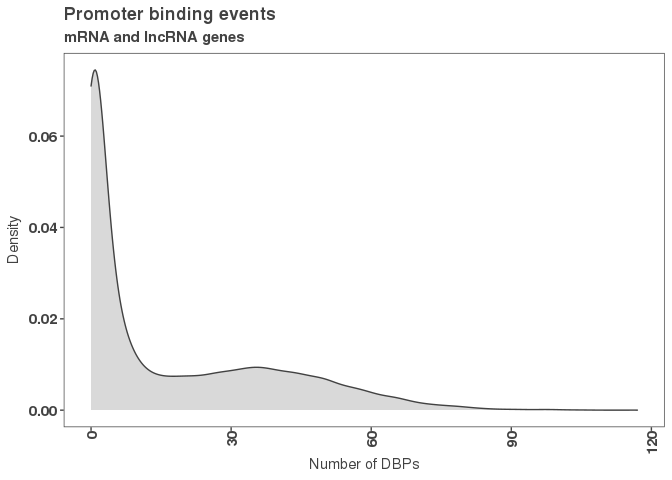 Promoter binding events
mRNA and lncRNA genes
Density
0.06
0.04
0.02
0.00
0
30
60
90
120
Number of DBPs